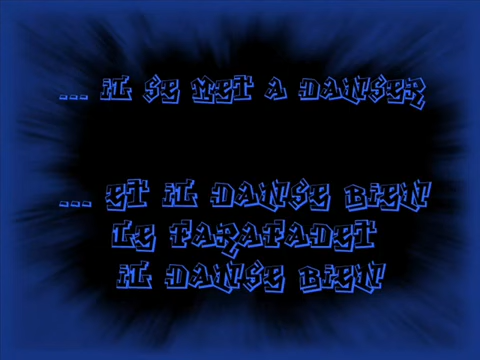 ... IL SE MET A DANSER
... ET IL DANSE BIEN
LE FARAFADET
IL DANSE BIEN